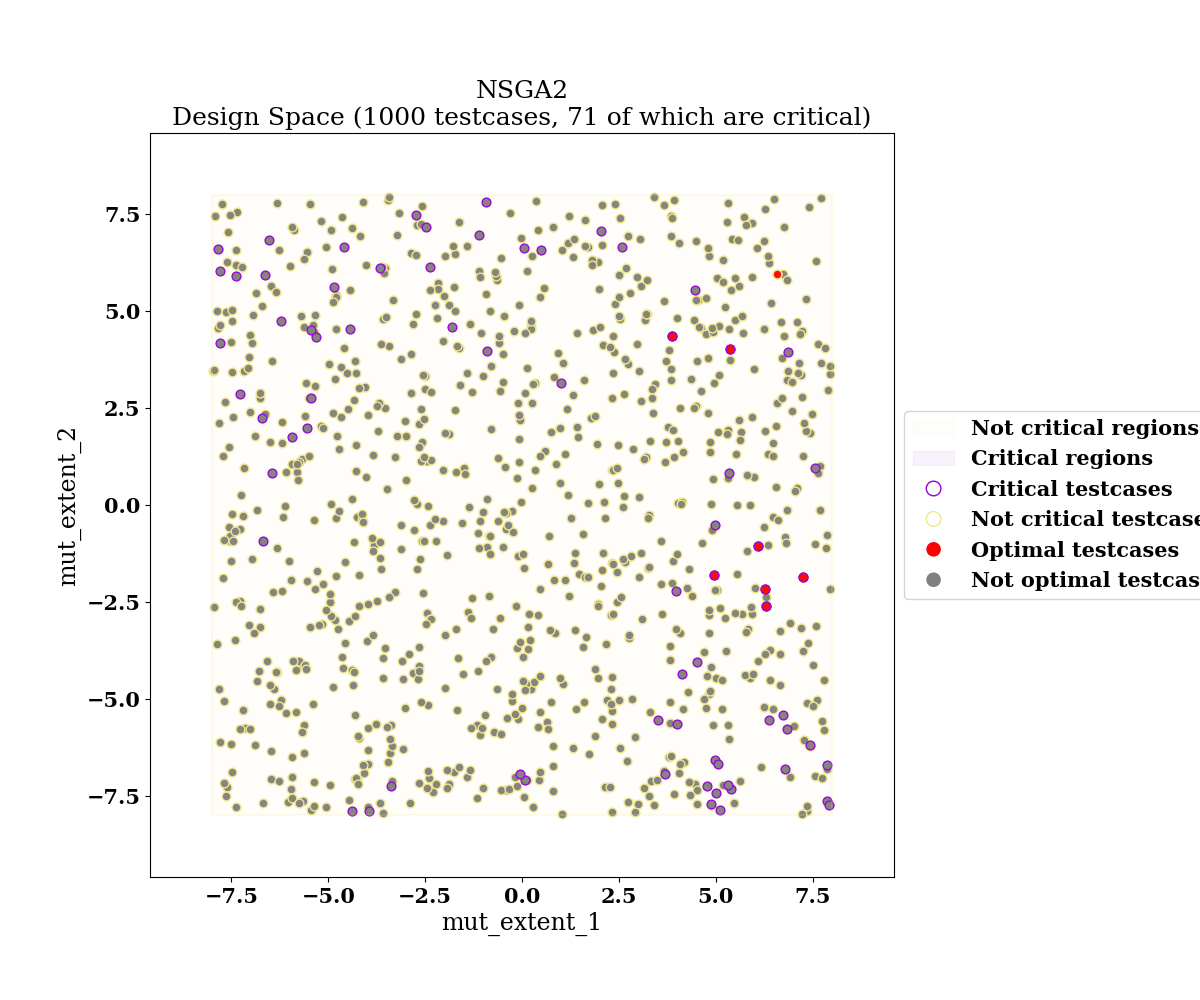 NSGA2
Design Space (1000 testcases, 71 of which are critical)
7.5
5.0
2.5
0.0
−2.5
−5.0
−7.5
mut_extent_2
−7.5 −5.0 −2.5 0.0 2.5 5.0 7.5
mut_extent_1
Not critical regions
Critical regions
Critical testcases
Not critical testcase
Optimal testcases
Not optimal testcas